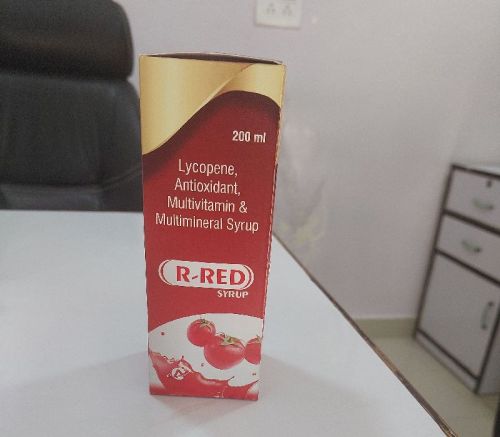 200 ml
Lycopene,
Antioxidant,
Multivitamin &
Multimineral Syrup
R-RED
SYRUP